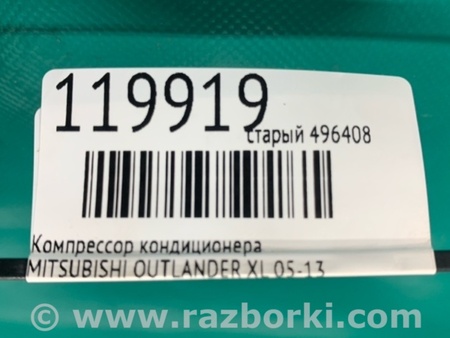 119919
старый 496408
Компрессор кондиционера
MITSUBISHI OUTLANDER XL 05-13
© www.razborki.com